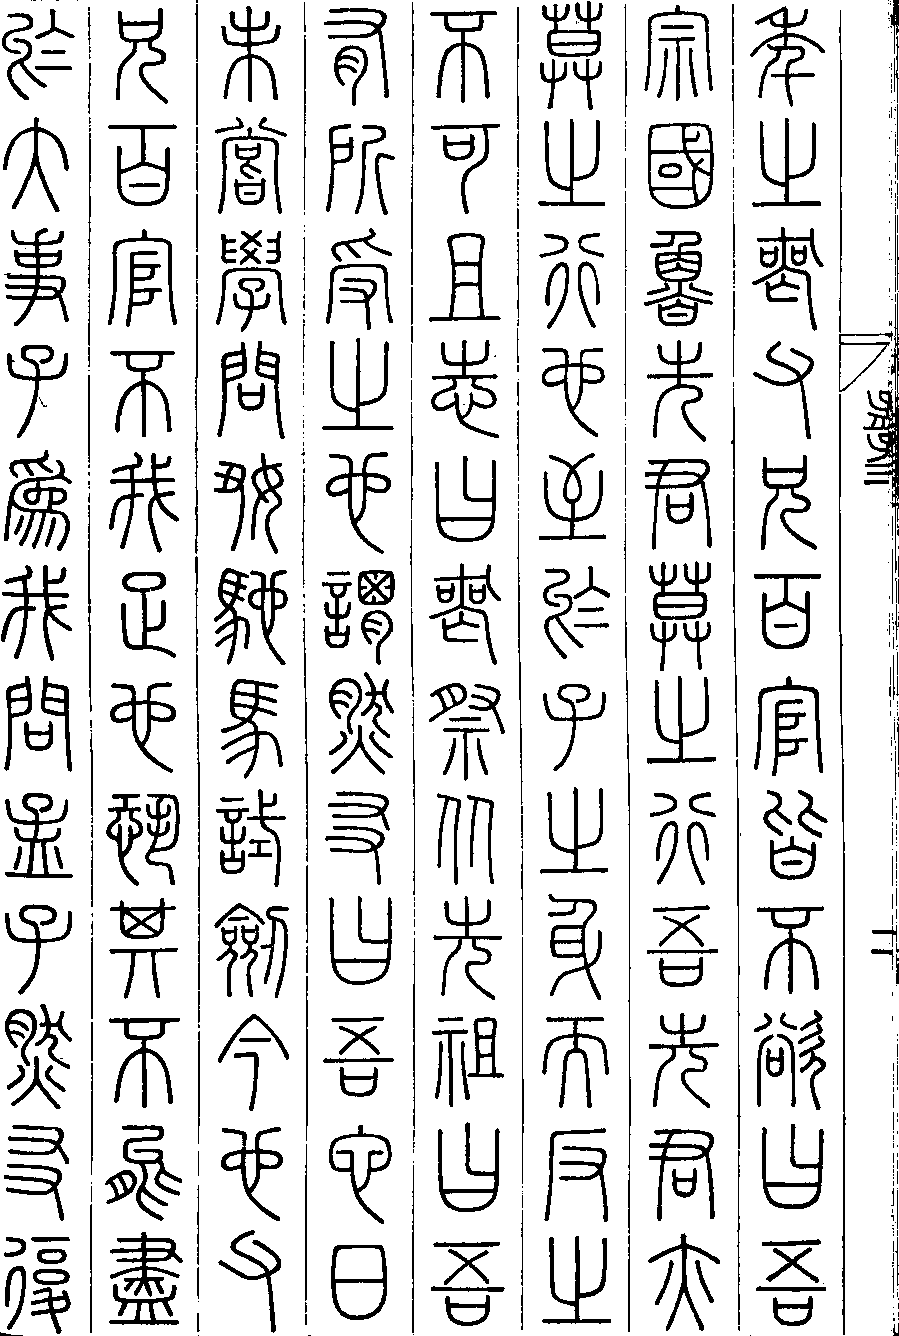 年之喪父兄百官皆不欲曰吾
宗國魯先君莫之行吾先君亦
莫之行也至於子之身而反之
不可且志曰喪祭从先祖曰吾
有所受之也謂然友曰吾它日
未嘗學問好馳馬試劍今也父
兄百官不我足也恐其不能盡
於大事子為我問孟子然友復
二